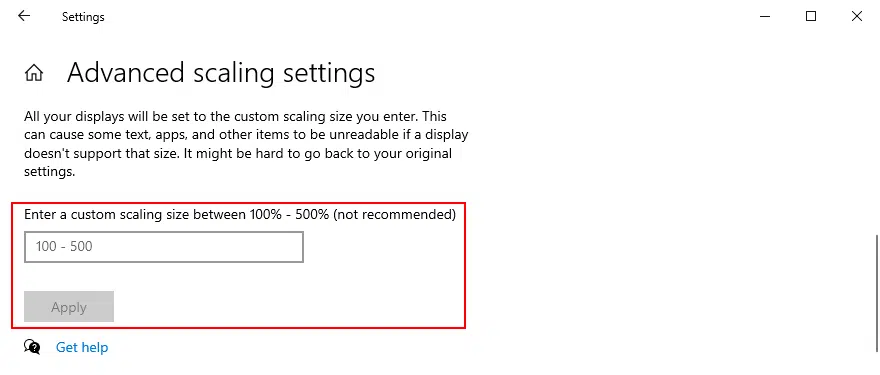 Settings
Advanced scaling settings
All your displays will be set to the custom scaling size you enter. This
can cause some text, apps, and other items to be unreadable if a display
doesn't support that size. It might be hard to go back to your original
settings.
Enter a custom scaling size between 100% - 500% (not recommended)
100 - 500
Apply
Get help